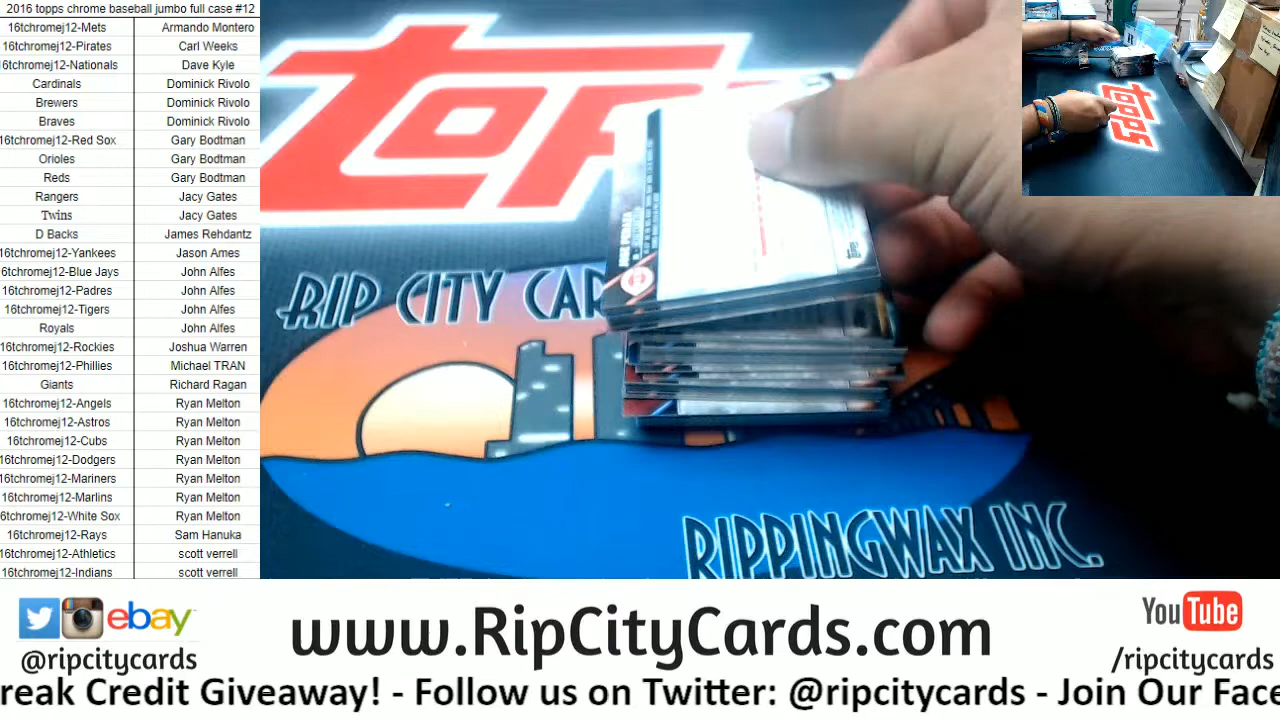 2016 topps chrome baseball jumbo full case #12
16tchromej12-Mets Armando Montero
16tchromej12-Pirates Carl Weeks
16tchromej12-Nationals Dave Kyle
Cardinals Dominick Rivolo
Brewers Dominick Rivolo
Braves Dominick Rivolo
16tchromej12-Red Sox Gary Bodtman
Orioles Gary Bodtman
Reds Gary Bodtman
Rangers Jacy Gates
Twins Jacy Gates
D Backs James Rehdantz
16tchromej12-Yankees Jason Ames
6tchromej12-Blue Jays John Alfes
16tchromej12-Padres John Alfes
16tchromej12-Tigers John Alfes
Royals John Alfes
16tchromej12-Rockies Joshua Warren
16tchromej12-Phillies Michael TRAN
Giants Richard Ragan
16tchromej12-Angels Ryan Melton
16tchromej12-Astros Ryan Melton
16tchromej12-Cubs Ryan Melton
16tchromej12-Dodgers Ryan Melton
16tchromej12-Mariners Ryan Melton
16tchromej12-Marlins Ryan Melton
6tchromej12-White Sox Ryan Melton
16tchromej12-Rays Sam Hanuka
16tchromej12-Athletics scott verrell
16tchromej12-Indians scott verrell
topp
RIP CITY CAR
RIPPINGWAX INC.
topps
ebay
@ripcitycards
www.RipCityCards.com
YouTube
/ripcitycards
reak Credit Giveaway! - Follow us on Twitter: @ripcitycards - Join Our Face